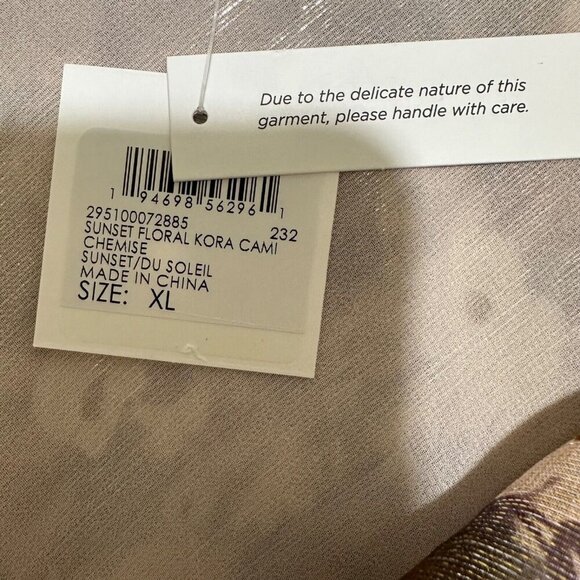 Due to the delicate nature of this
garment, please handle with care.
1 94698 56296 1
295100072885 232
SUNSET FLORAL KORA CAMI
CHEMISE
SUNSET/DU SOLEIL
MADE IN CHINA
SIZE: XL